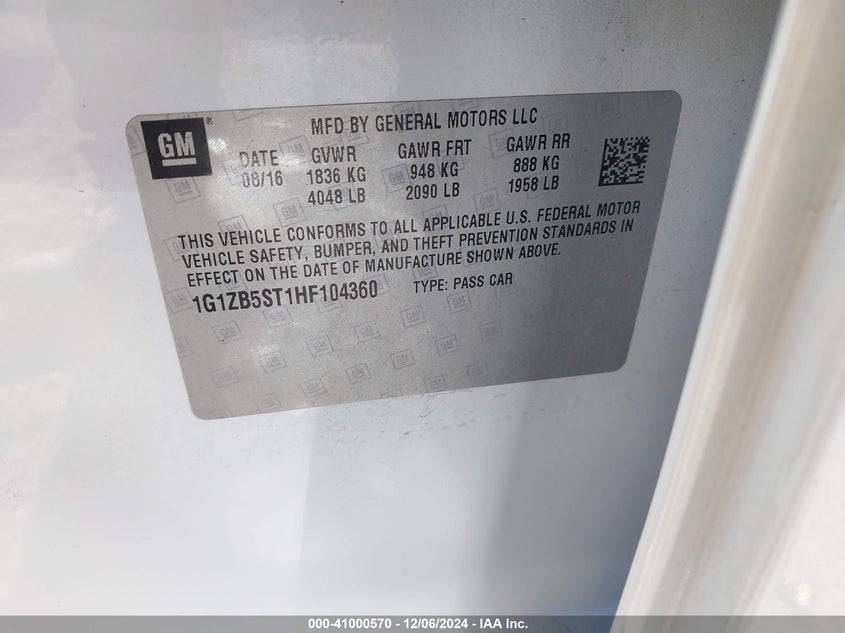 GM ®
MFD BY GENERAL MOTORS LLC
DATE GVWR GAWR FRT GAWR RR
08/16 1836 KG 948 KG 888 KG
4048 LB 2090 LB 1958 LB
THIS VEHICLE CONFORMS TO ALL APPLICABLE U.S. FEDERAL MOTOR
VEHICLE SAFETY, BUMPER, AND THEFT PREVENTION STANDARDS IN
EFFECT ON THE DATE OF MANUFACTURE SHOWN ABOVE.
1G1ZB5ST1HF104360 TYPE: PASS CAR
000-41000570 - 12/06/2024 - IAA Inc.